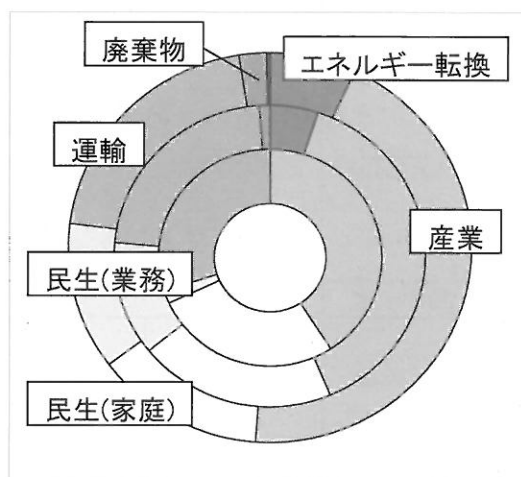 廃棄物
エネルギー転換
運輸
産業
民生(業務)
民生(家庭)